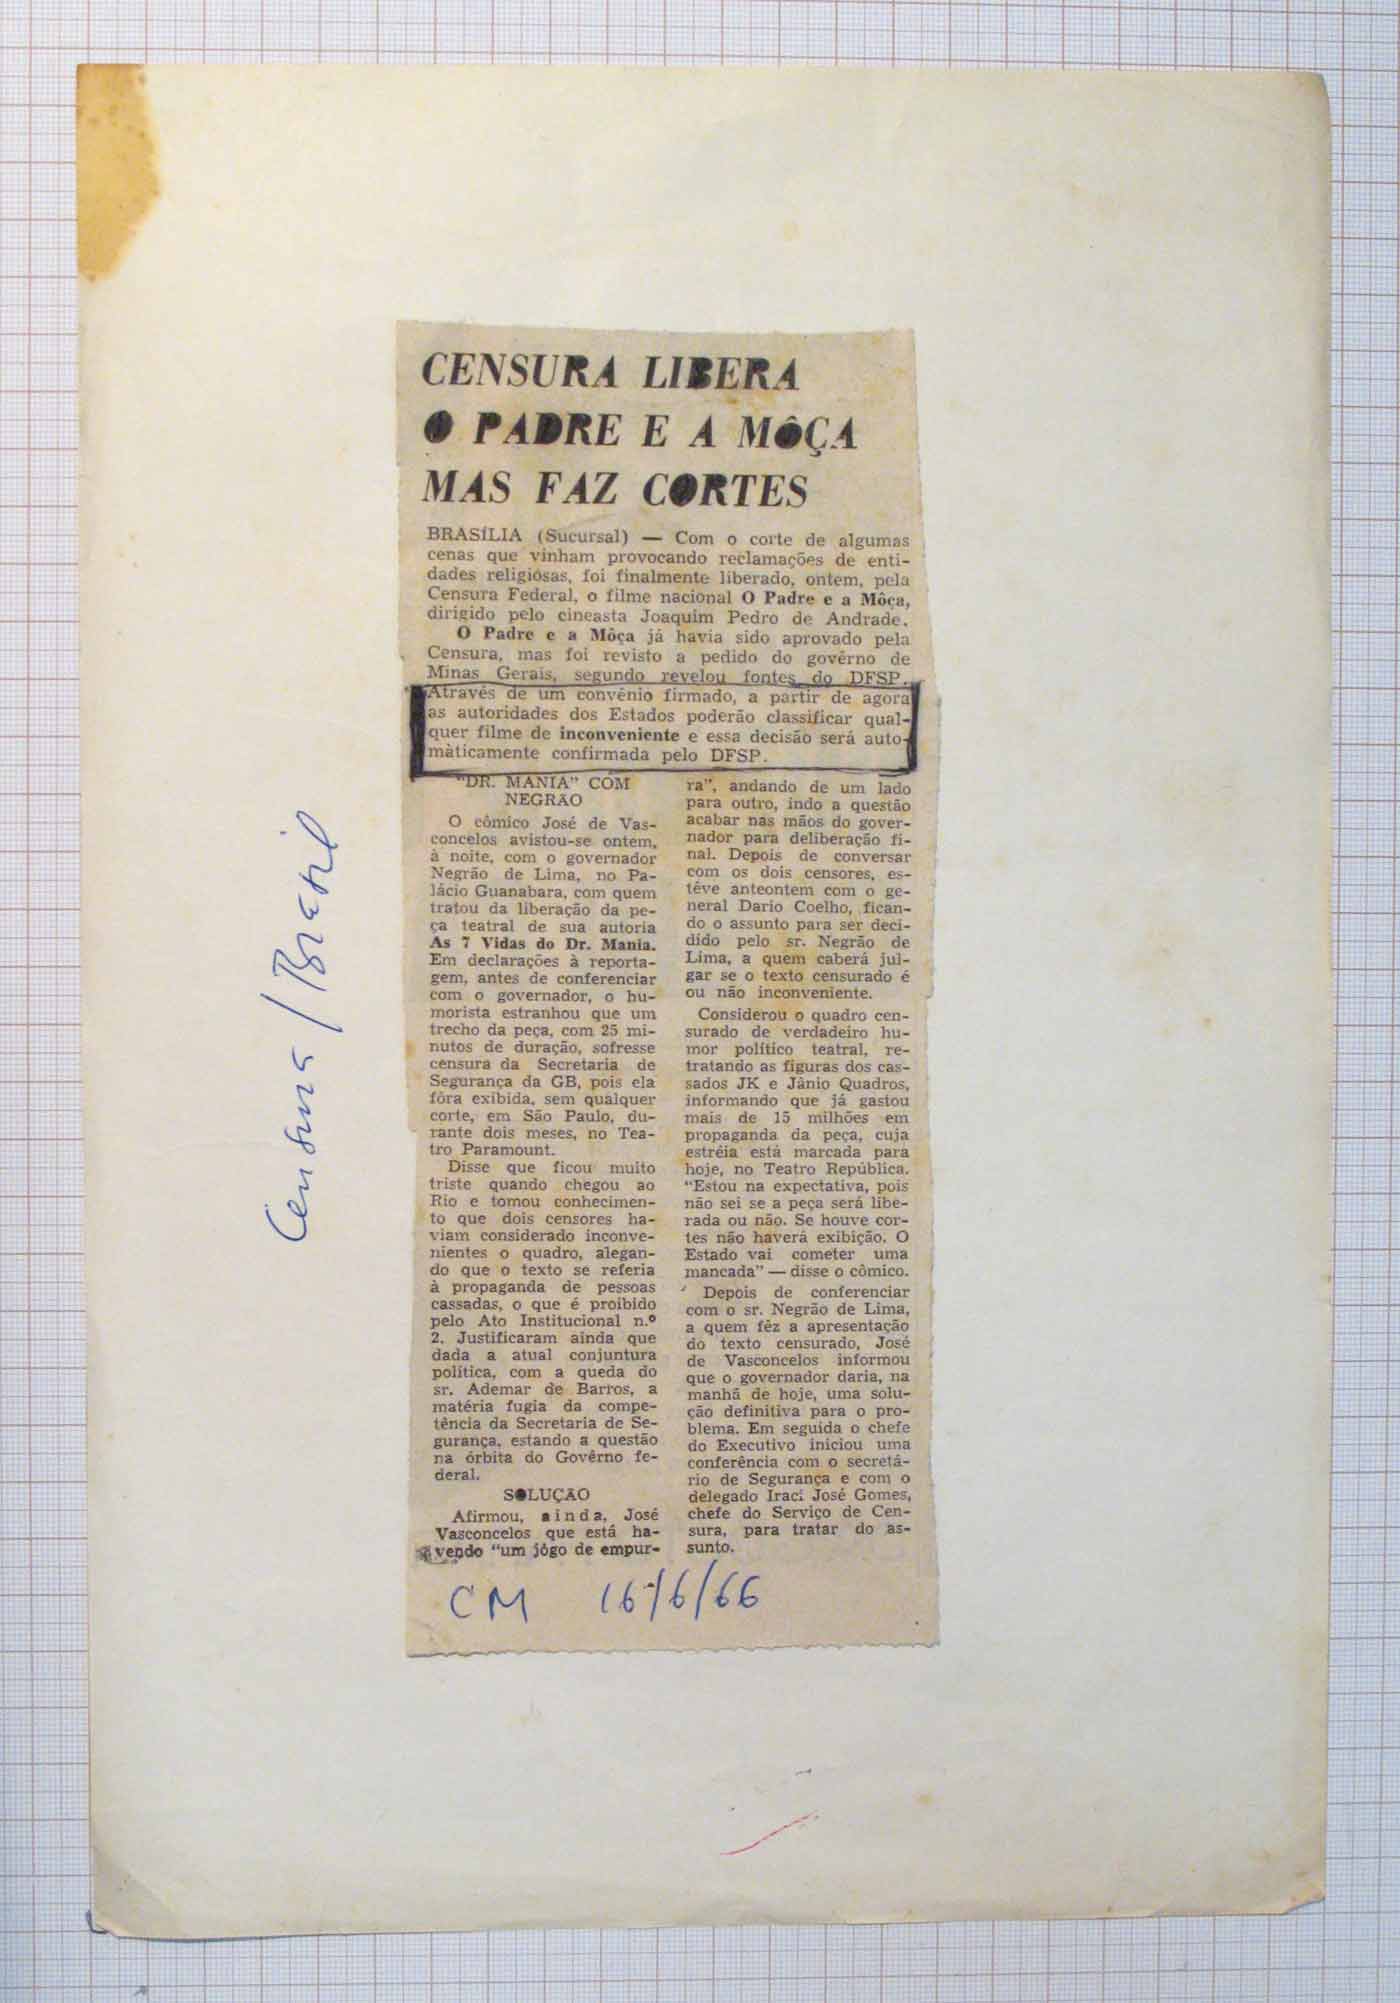 CENSURA LIBERA
O PADRE E A MÔÇA
MAS FAZ CORTES
BRASÍLIA (Sucursal) — Com o corte de algumas
cenas que vinham provocando reclamações de enti-
dades religiosas, foi finalmente liberado, ontem, pela
Censura Federal, o filme nacional O Padre e a Môça,
dirigido pelo cineasta Joaquim Pedro de Andrade.
O Padre e a Môça já havia sido aprovado pela
Censura, mas foi revisto a pedido do govêrno de
Minas Gerais, segundo revelou fontes do DFSP.
Através de um convênio firmado, a partir de agora
as autoridades dos Estados poderão classificar qual-
quer filme de inconveniente e essa decisão será auto-
màticamente confirmada pelo DFSP.
"DR. MANIA" COM
NEGRÃO
O cômico José de Vas-
concelos avistou-se ontem,
à noite, com o governador
Negrão de Lima, no Pa-
lácio Guanabara, com quem
tratou da liberação da pe-
ça teatral de sua autoria
As 7 Vidas do Dr. Mania.
Em declarações à reporta-
gem, antes de conferenciar
com o governador, o hu-
morista estranhou que um
trecho da peça, com 25 mi-
nutos de duração, sofresse
censura da Secretaria de
Segurança da GB, pois ela
fôra exibida, sem qualquer
corte, em São Paulo, du-
rante dois meses, no Tea-
tro Paramount.
Disse que ficou muito
triste quando chegou ao
Rio e tomou conhecimen-
to que dois censores ha-
viam considerado inconve-
nientes o quadro, alegan-
do que o texto se referia
à propaganda de pessoas
cassadas, o que é proibido
pelo Ato Institucional n.º
2. Justificaram ainda que
dada a atual conjuntura
política, com a queda do
sr. Ademar de Barros, a
matéria fugia da compe-
tência da Secretaria de Se-
gurança, estando a questão
na órbita do Govêrno fe-
deral.
SOLUÇÃO
Afirmou, ainda, José
Vasconcelos que está ha-
vendo "um jôgo de empur-
ra", andando de um lado
para outro, indo a questão
acabar nas mãos do gover-
nador para deliberação fi-
nal. Depois de conversar
com os dois censores, es-
têve anteontem com o ge-
neral Dario Coelho, fican-
do o assunto para ser deci-
dido pelo sr. Negrão de
Lima, a quem caberá jul-
gar se o texto censurado é
ou não inconveniente.
Considerou o quadro cen-
surado de verdadeiro hu-
mor político teatral, re-
tratando as figuras dos cas-
sados JK e Jânio Quadros,
informando que já gastou
mais de 15 milhões em
propaganda da peça, cuja
estréia está marcada para
hoje, no Teatro República.
"Estou na expectativa, pois
não sei se a peça será libe-
rada ou não. Se houve cor-
tes não haverá exibição. O
Estado vai cometer uma
mancada" — disse o cômico.
Depois de conferenciar
com o sr. Negrão de Lima,
a quem fêz a apresentação
do texto censurado, José
de Vasconcelos informou
que o governador daria, na
manhã de hoje, uma solu-
ção definitiva para o pro-
blema. Em seguida o chefe
do Executivo iniciou uma
conferência com o secretá-
rio de Segurança e com o
delegado Iraci José Gomes,
chefe do Serviço de Cen-
sura, para tratar do as-
sunto.
CM 16/6/66
Censura / Brasil